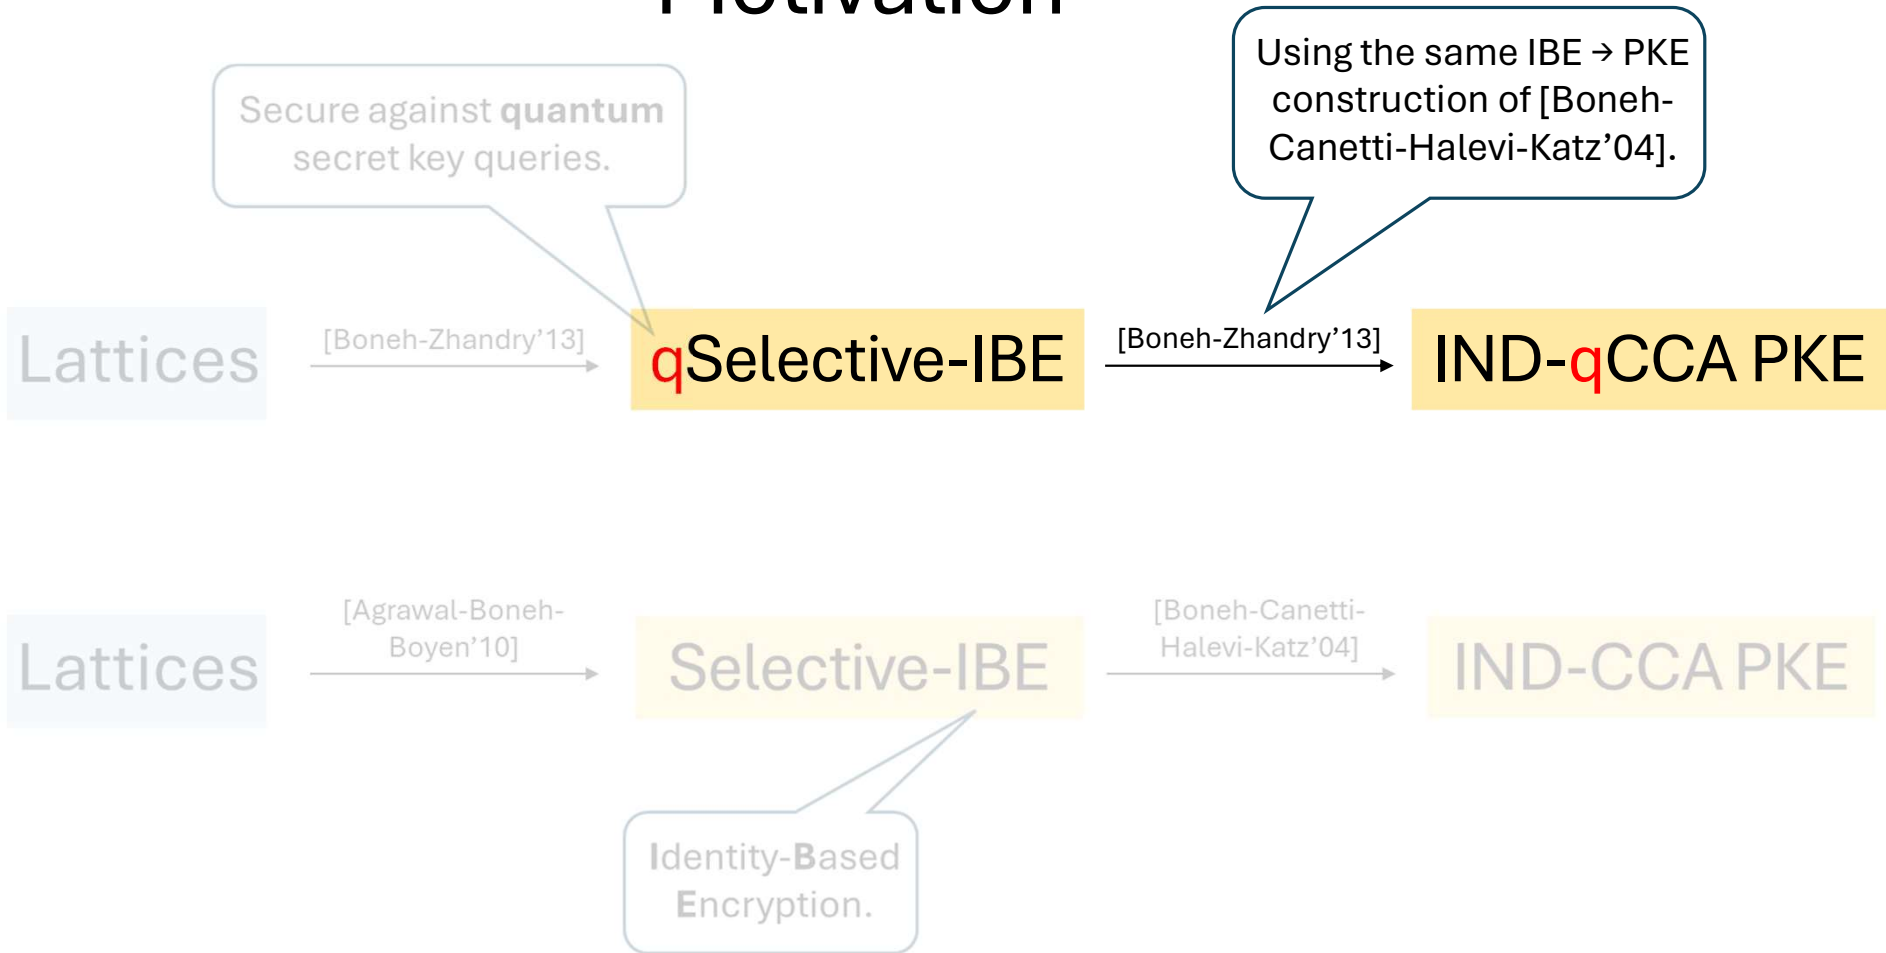 Motivation
Using the same IBE → PKE
construction of [Boneh-
Canetti-Halevi-Katz’04].
Secure against quantum
secret key queries.
Lattices
[Boneh-Zhandry’13]
qSelective-IBE
[Boneh-Zhandry’13]
IND-qCCA PKE
Lattices
[Agrawal-Boneh-
Boyen’10]
Selective-IBE
[Boneh-Canetti-
Halevi-Katz’04]
IND-CCA PKE
Identity-Based
Encryption.